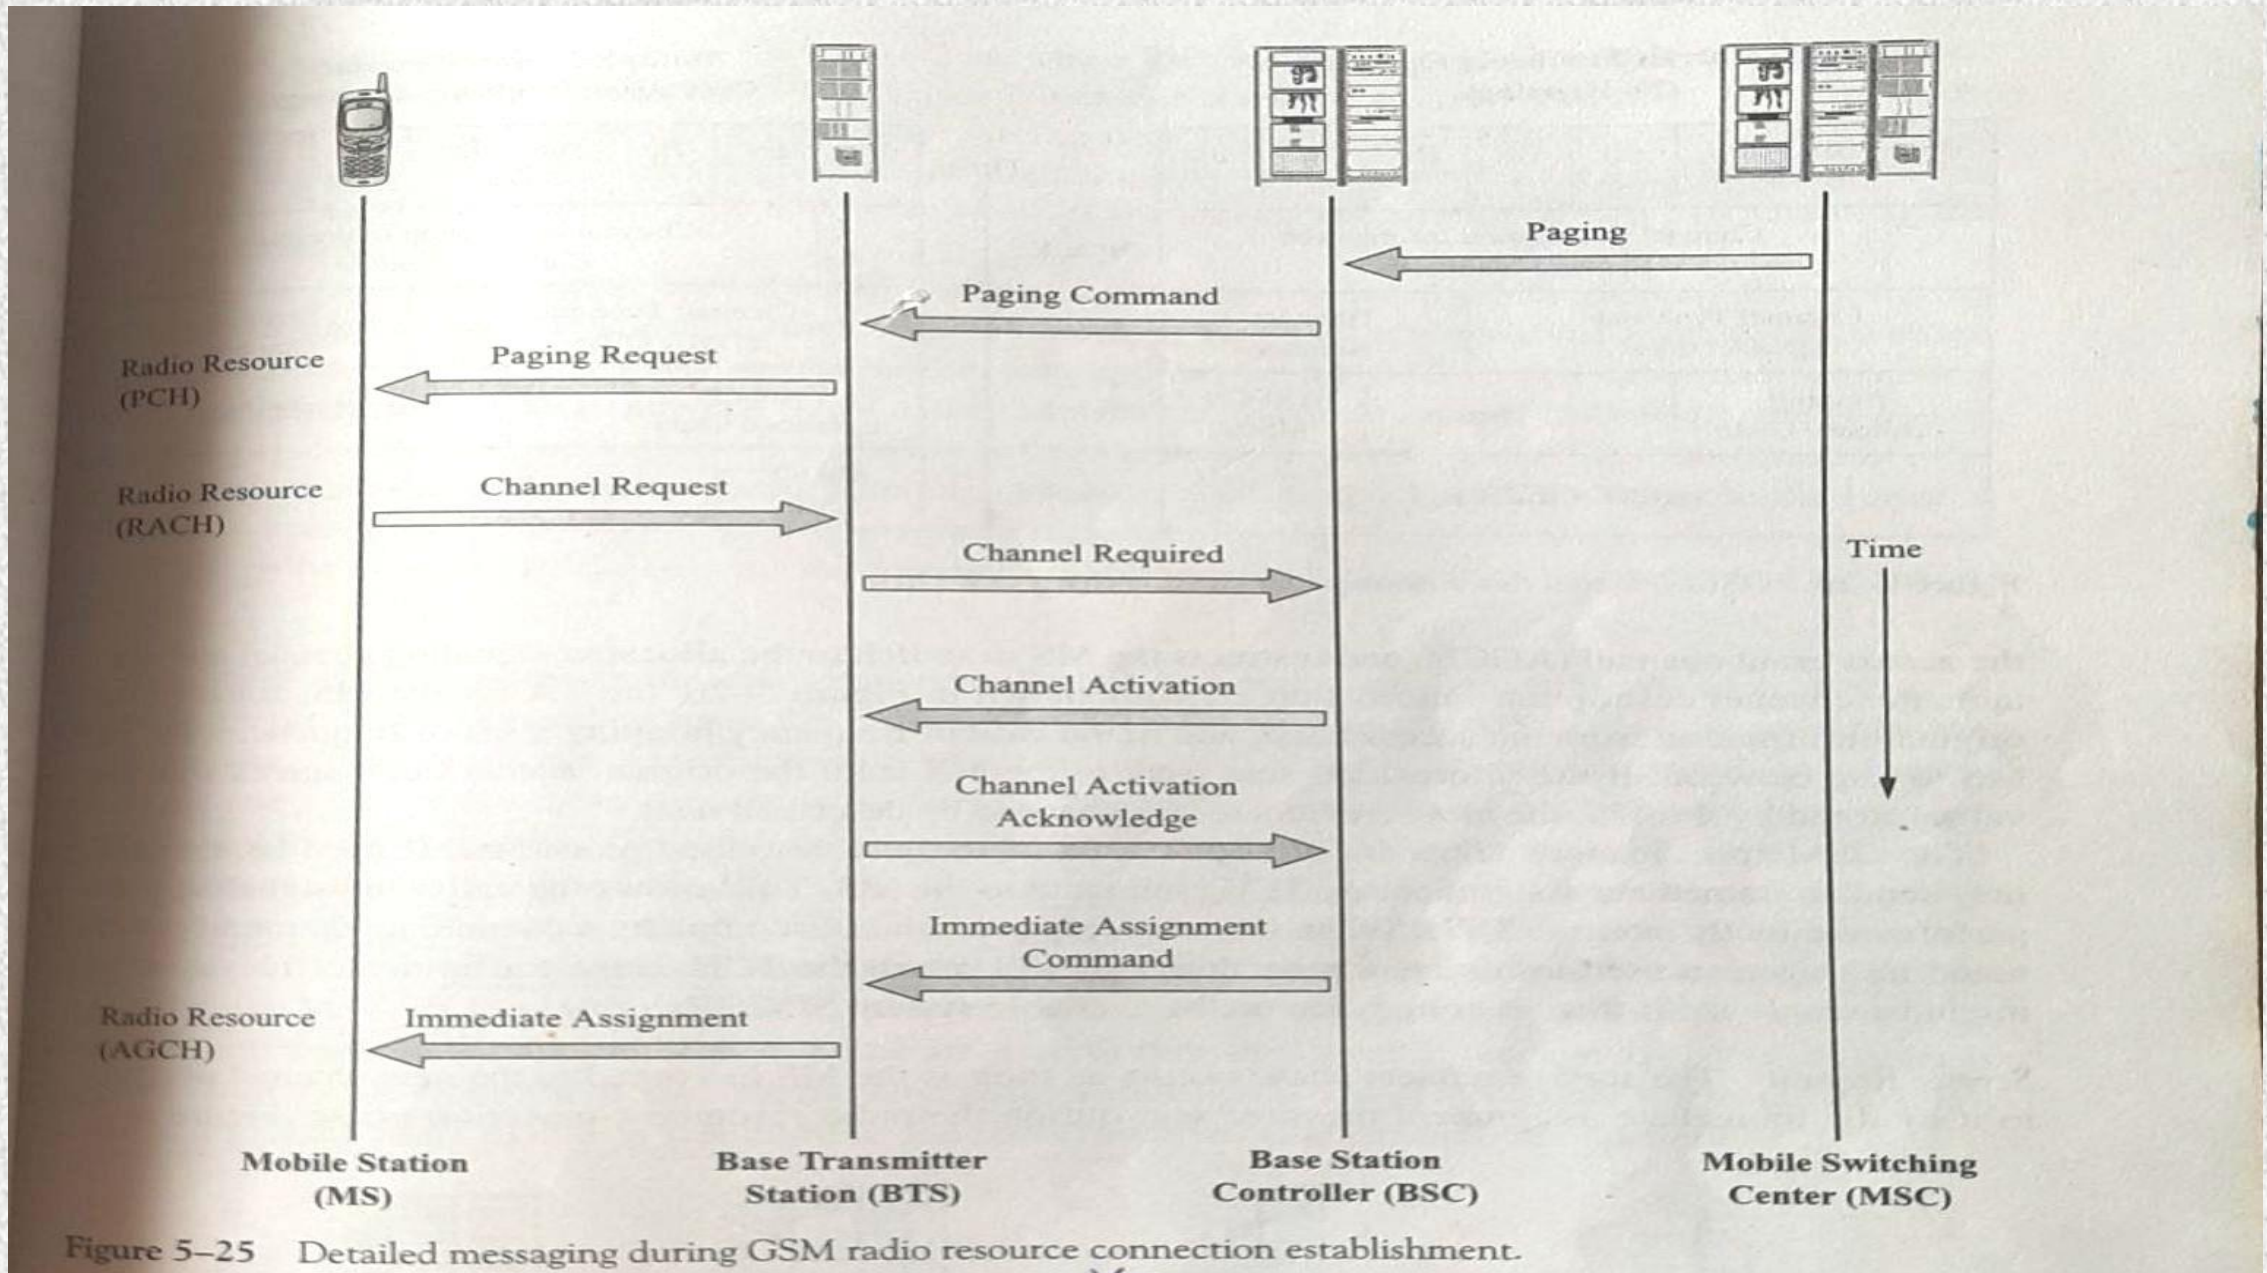 Paging
Paging Command
Radio Resource
(PCH)
Paging Request
Radio Resource
(RACH)
Channel Request
Channel Required
Time
Channel Activation
Channel Activation
Acknowledge
Immediate Assignment
Command
Radio Resource
(AGCH)
Immediate Assignment
Mobile Station
(MS)
Base Transmitter
Station (BTS)
Base Station
Controller (BSC)
Mobile Switching
Center (MSC)
Figure 5–25 Detailed messaging during GSM radio resource connection establishment.